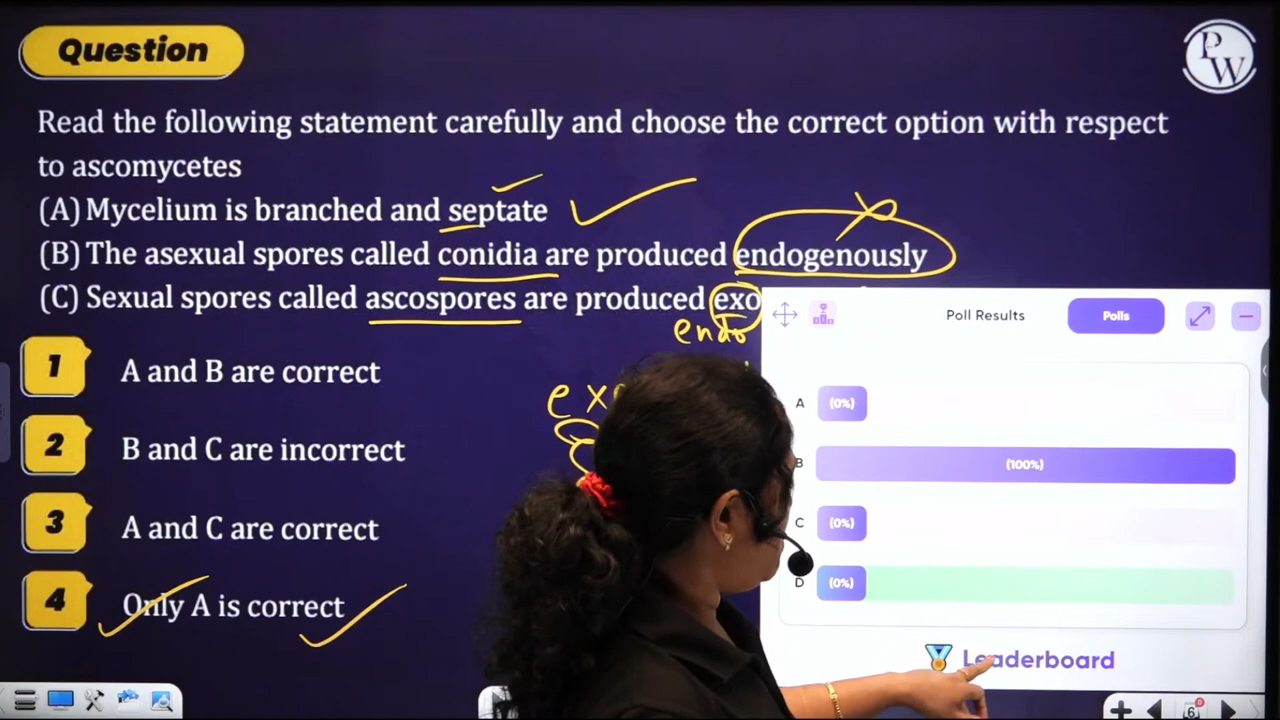 Question
PW
Read the following statement carefully and choose the correct option with respect
to ascomycetes
(A) Mycelium is branched and septate
(B) The asexual spores called conidia are produced endogenously
(C) Sexual spores called ascospores are produced exo
endo
1 A and B are correct
2 B and C are incorrect
3 A and C are correct
4 Only A is correct
Poll Results
Polls
A (0%)
B (100%)
C (0%)
D (0%)
Leaderboard
6